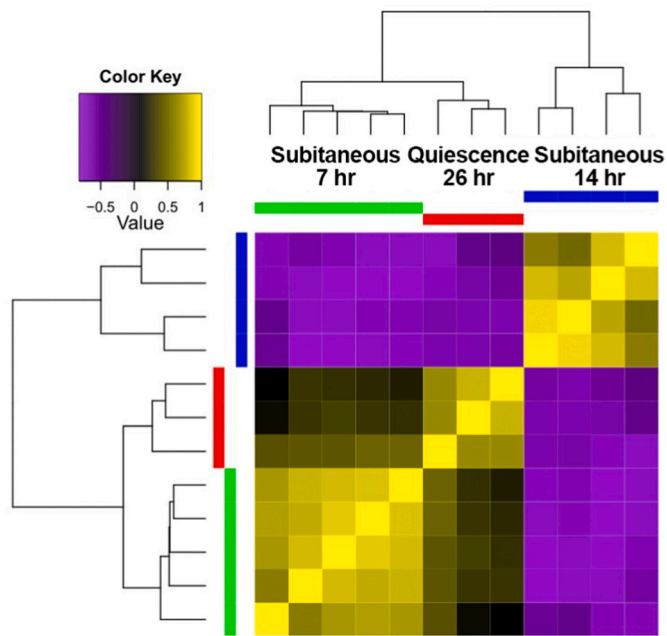 Color Key
−0.5 0 0.5 1
Value
Subitaneous Quiescence Subitaneous
7 hr 26 hr 14 hr